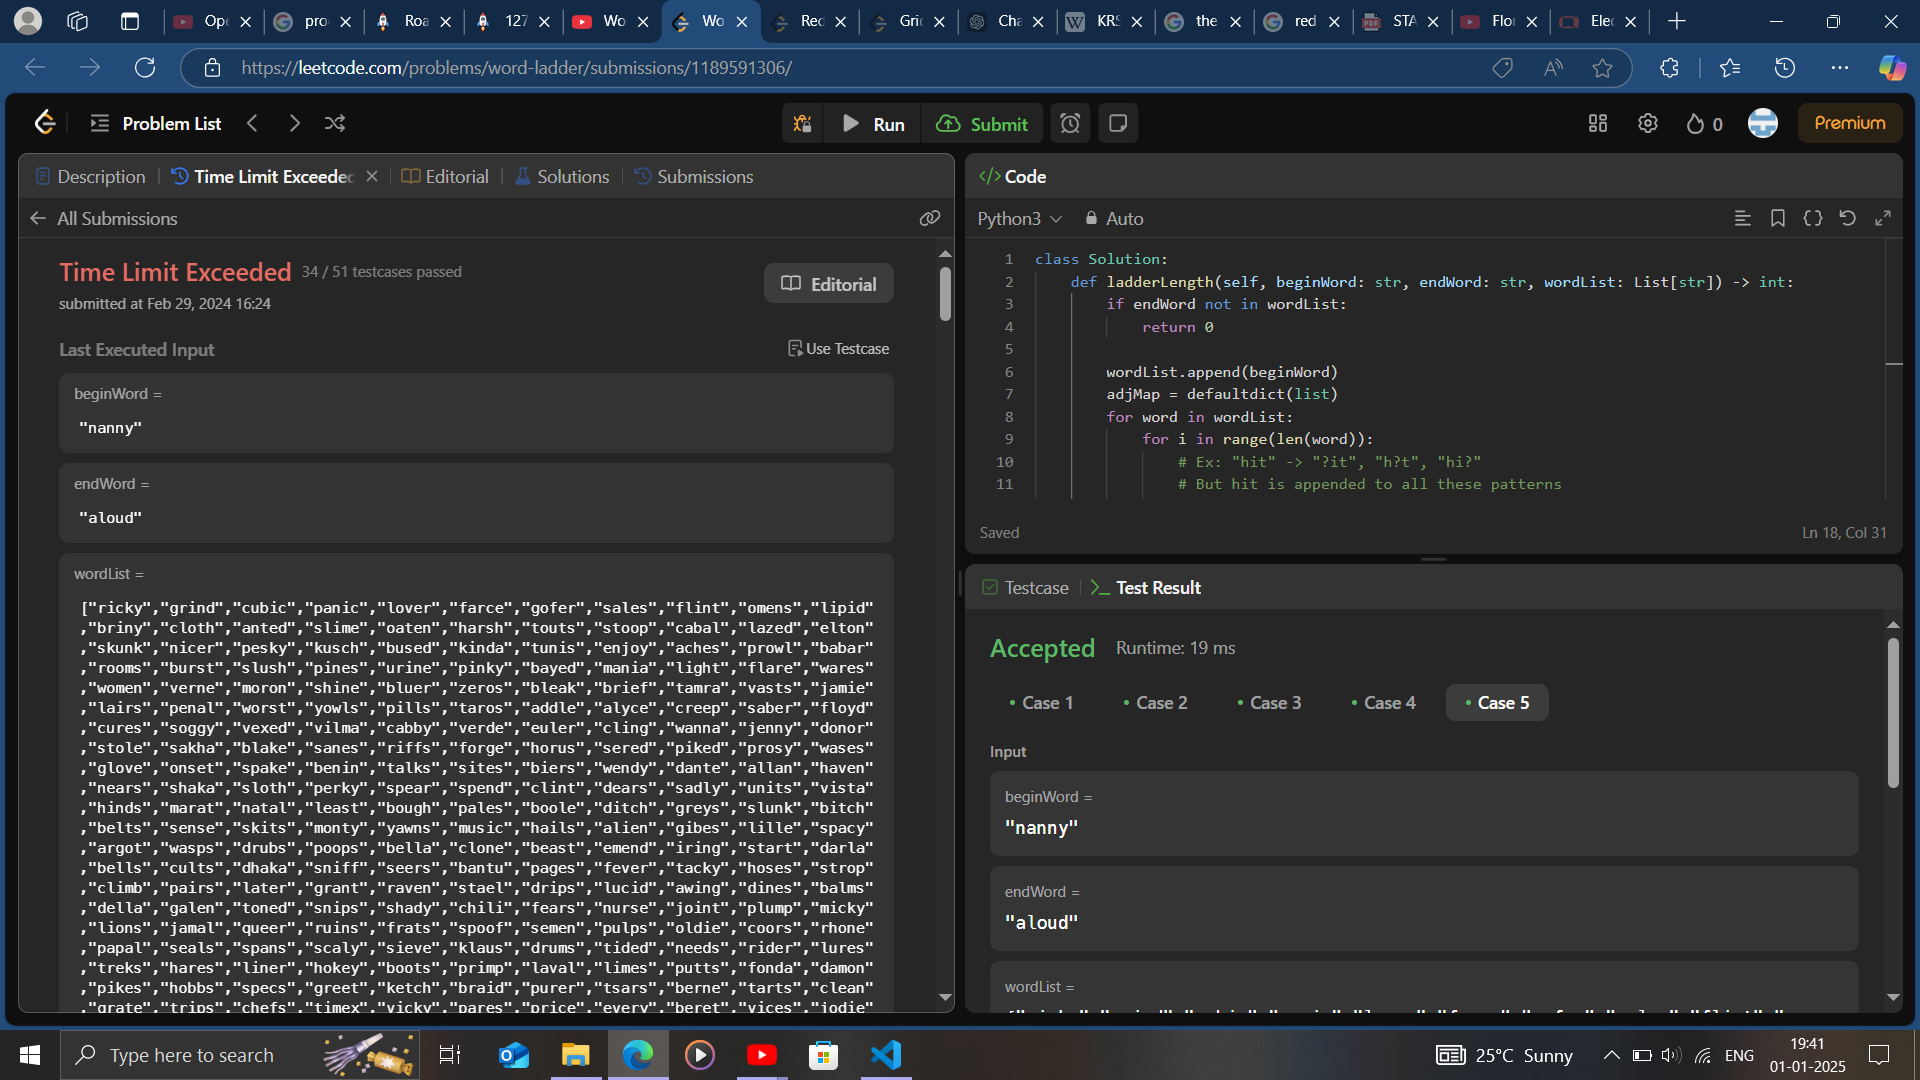 Ope
pro
Roa
127
Wo
Wo
Red
Gric
Cha
KRS
the
red
STA
Flor
Elec
https://leetcode.com/problems/word-ladder/submissions/1189591306/
Problem List
Run
Submit
0
Premium
Description
Time Limit Exceeded
Editorial
Solutions
Submissions
All Submissions
Time Limit Exceeded 34 / 51 testcases passed
submitted at Feb 29, 2024 16:24
Editorial
Last Executed Input
Use Testcase
beginWord =
"nanny"
endWord =
"aloud"
wordList =
["ricky","grind","cubic","panic","lover","farce","gofer","sales","flint","omens","lipid"
,"briny","cloth","anted","slime","oaten","harsh","touts","stoop","cabal","lazed","elton"
,"skunk","nicer","pesky","kusch","bused","kinda","tunis","enjoy","aches","prowl","babar"
,"rooms","burst","slush","pines","urine","pinky","bayed","mania","light","flare","wares"
,"women","verne","moron","shine","bluer","zeros","bleak","brief","tamra","vasts","jamie"
,"lairs","penal","worst","yowls","pills","taros","addle","alyce","creep","saber","floyd"
,"cures","soggy","vexed","vilma","cabby","verde","euler","cling","wanna","jenny","donor"
,"stole","sakha","blake","sanes","riffs","forge","horus","sered","piked","prosy","wases"
,"glove","onset","spake","benin","talks","sites","biers","wendy","dante","allan","haven"
,"nears","shaka","sloth","perky","spear","spend","clint","dears","sadly","units","vista"
,"hinds","marat","natal","least","bough","pales","boole","ditch","greys","slunk","bitch"
,"belts","sense","skits","monty","yawns","music","hails","alien","gibes","lille","spacy"
,"argot","wasps","drubs","poops","bella","clone","beast","emend","iring","start","darla"
,"bells","cults","dhaka","sniff","seers","bantu","pages","fever","tacky","hoses","strop"
,"climb","pairs","later","grant","raven","stael","drips","lucid","awing","dines","balms"
,"della","galen","toned","snips","shady","chili","fears","nurse","joint","plump","micky"
,"lions","jamal","queer","ruins","frats","spoof","semen","pulps","oldie","coors","rhone"
,"papal","seals","spans","scaly","sieve","klaus","drums","tided","needs","rider","lures"
,"treks","hares","liner","hokey","boots","primp","laval","limes","putts","fonda","damon"
,"pikes","hobbs","specs","greet","ketch","braid","purer","tsars","berne","tarts","clean"
,"grate","trips","chefs","timex","vicky","pares","price","every","beret","vices","jodie"
Code
Python3
Auto
1 class Solution:
2 def ladderLength(self, beginWord: str, endWord: str, wordList: List[str]) -> int:
3 if endWord not in wordList:
4 return 0
5
6 wordList.append(beginWord)
7 adjMap = defaultdict(list)
8 for word in wordList:
9 for i in range(len(word)):
10 # Ex: "hit" -> "?it", "h?t", "hi?"
11 # But hit is appended to all these patterns
Saved
Ln 18, Col 31
Testcase
Test Result
Accepted Runtime: 19 ms
Case 1
Case 2
Case 3
Case 4
Case 5
Input
beginWord =
"nanny"
endWord =
"aloud"
wordList =
Type here to search
25°C Sunny
ENG
19:41
01-01-2025